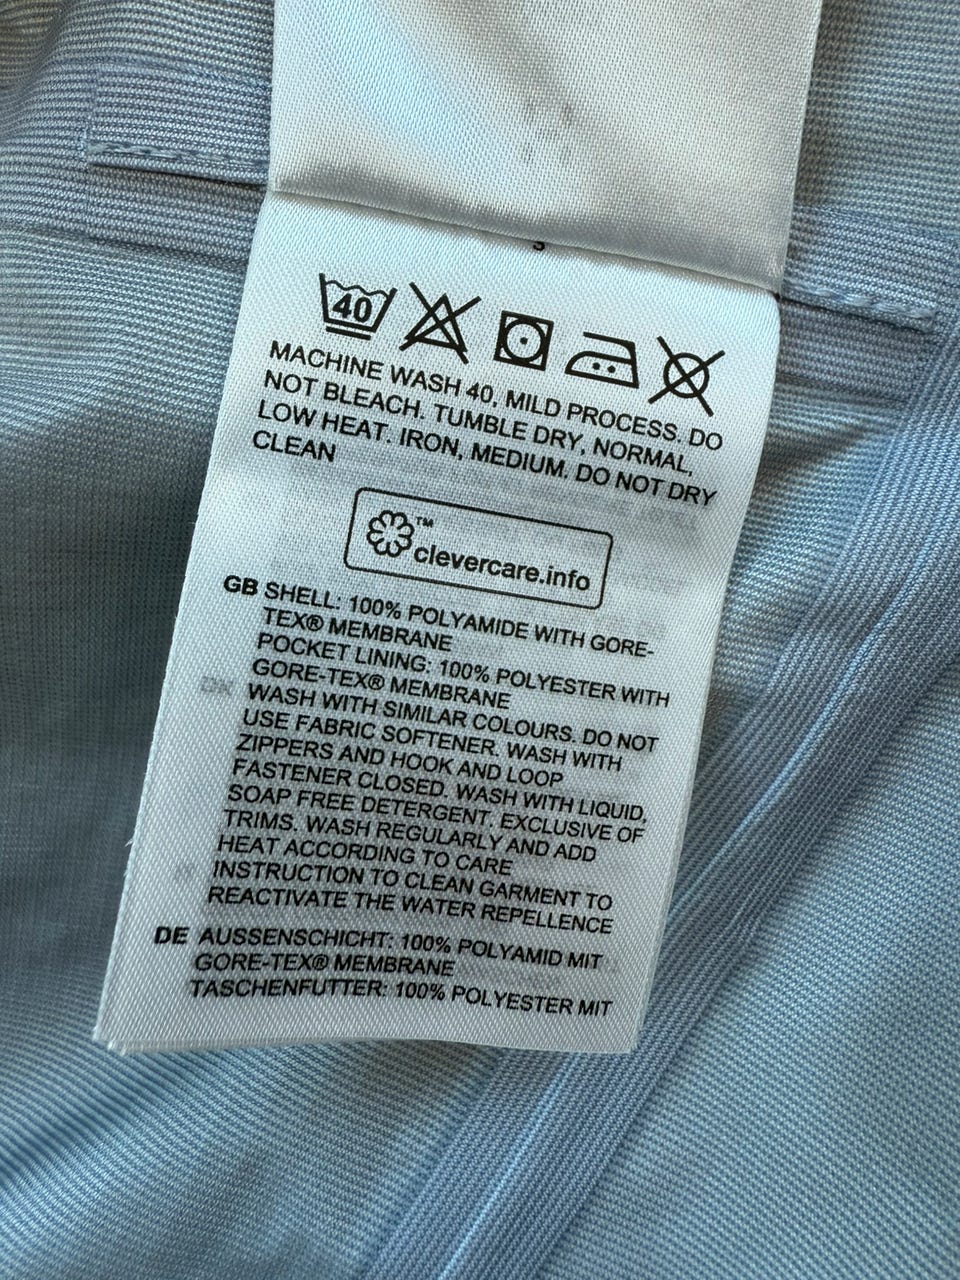 S
40
MACHINE WASH 40, MILD PROCESS. DO
NOT BLEACH. TUMBLE DRY, NORMAL,
LOW HEAT. IRON, MEDIUM. DO NOT DRY
CLEAN
™
clevercare.info
GB SHELL: 100% POLYAMIDE WITH GORE-
TEX® MEMBRANE
POCKET LINING: 100% POLYESTER WITH
GORE-TEX® MEMBRANE
WASH WITH SIMILAR COLOURS. DO NOT
USE FABRIC SOFTENER. WASH WITH
ZIPPERS AND HOOK AND LOOP
FASTENER CLOSED. WASH WITH LIQUID,
SOAP FREE DETERGENT. EXCLUSIVE OF
TRIMS. WASH REGULARLY AND ADD
HEAT ACCORDING TO CARE
INSTRUCTION TO CLEAN GARMENT TO
REACTIVATE THE WATER REPELLENCE
DE AUSSENSCHICHT: 100% POLYAMID MIT
GORE-TEX® MEMBRANE
TASCHENFUTTER: 100% POLYESTER MIT